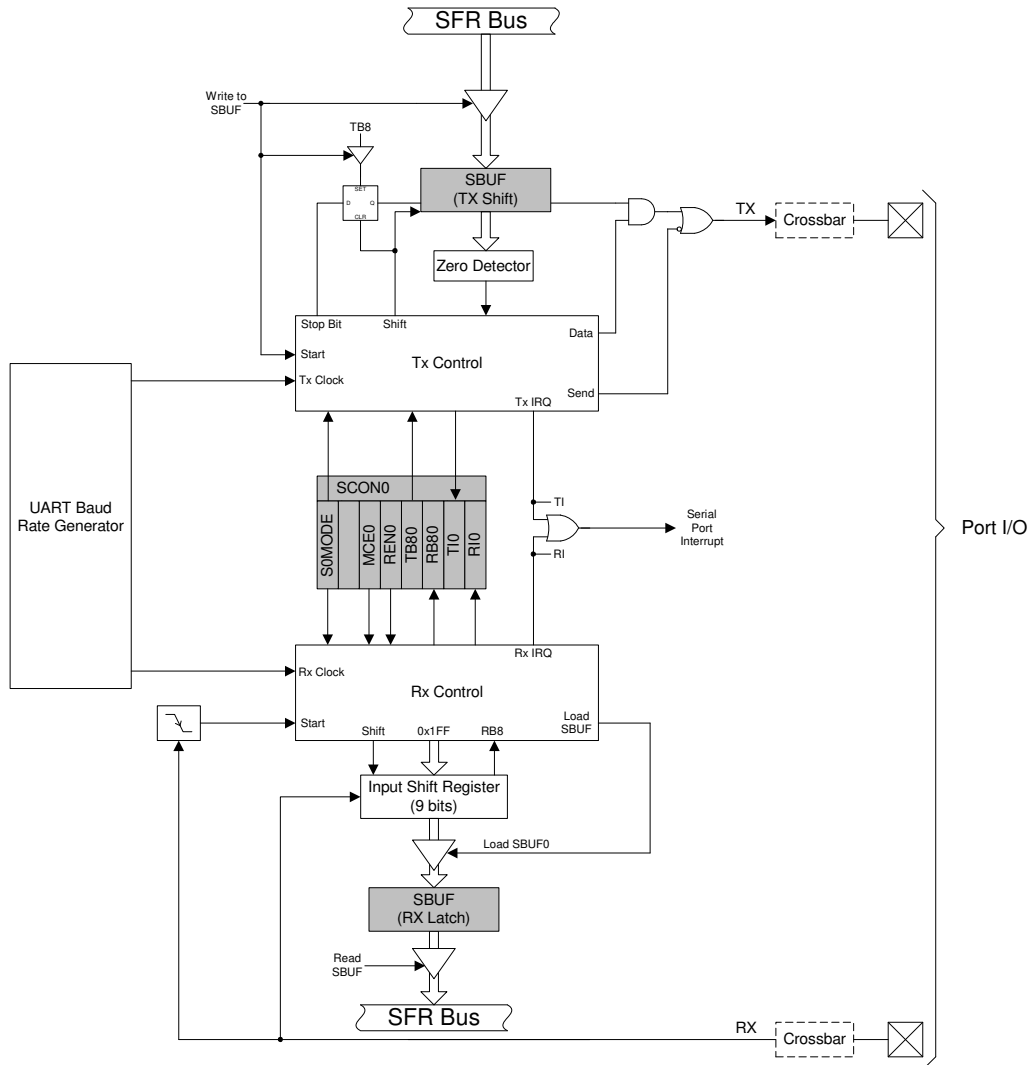 SFR Bus
Write to
SBUF
TB8
SET
D Q
CLR
SBUF
(TX Shift)
TX
Crossbar
Zero Detector
Stop Bit
Shift
Data
Start
Tx Control
Tx Clock
Send
Tx IRQ
UART Baud
Rate Generator
SCON0
S0MODE
MCE0
REN0
TB80
RB80
TI0
RI0
TI
RI
Serial
Port
Interrupt
Port I/O
Rx IRQ
Rx Clock
Rx Control
Start
Load
SBUF
Shift
0x1FF
RB8
Input Shift Register
(9 bits)
Load SBUF0
SBUF
(RX Latch)
Read
SBUF
SFR Bus
RX
Crossbar